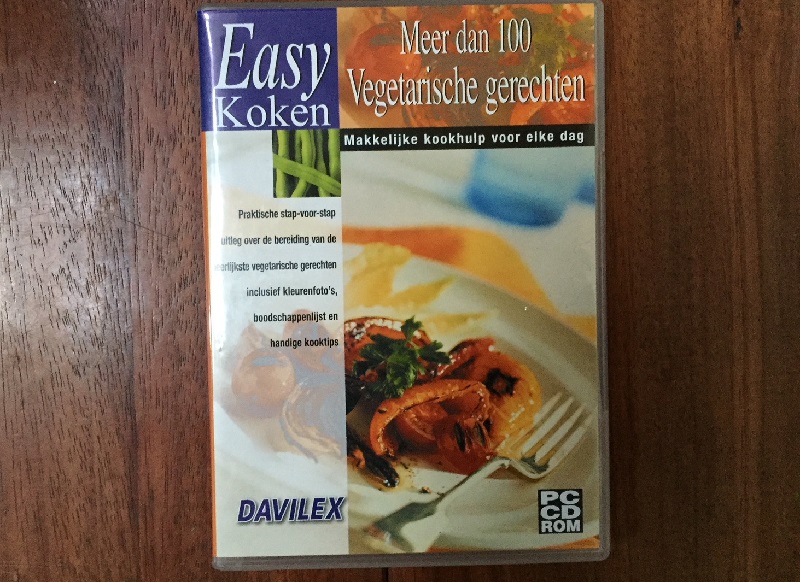 Easy
Koken
Meer dan 100
Vegetarische gerechten
Makkelijke kookhulp voor elke dag
Praktische stap-voor-stap
uitleg over de bereiding van de
heerlijkste vegetarische gerechten
inclusief kleurenfoto's,
boodschappenlijst en
handige kooktips
DAVILEX
PC
CD
ROM